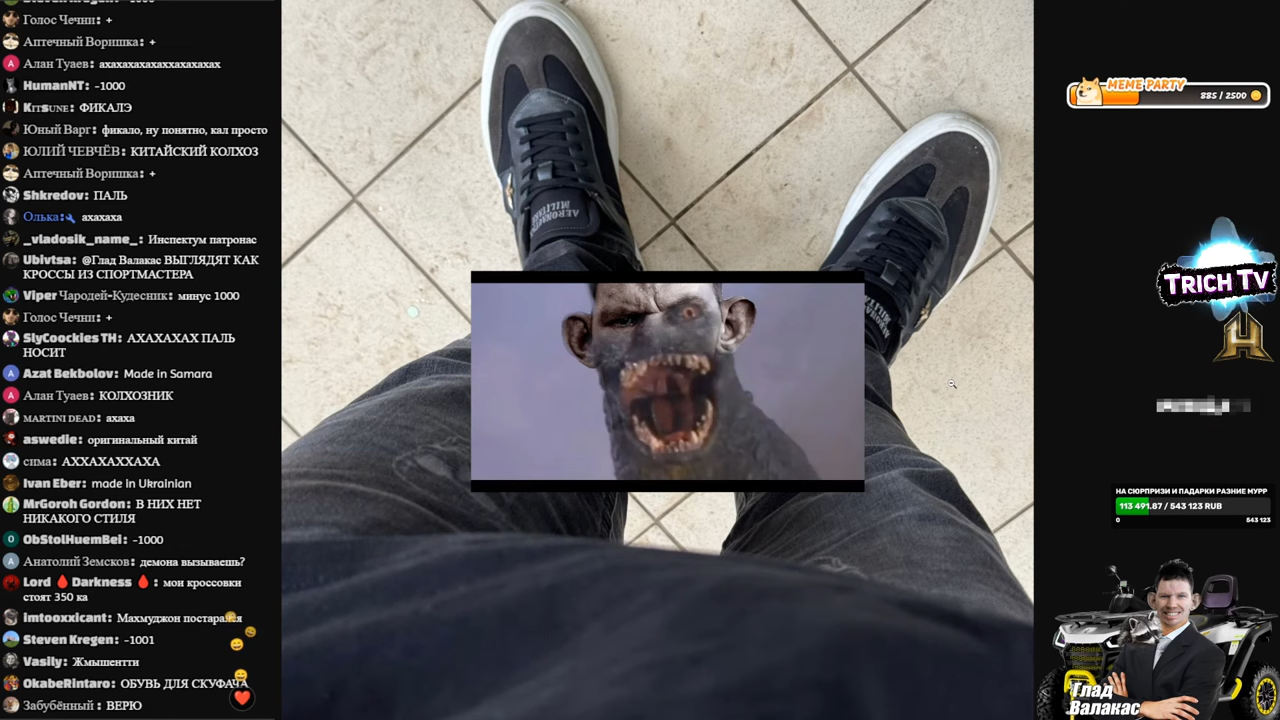 Голос Чечни: +
Аптечный Воришка: +
Алан Туаев: ахахахахахаххахахахах
HumanNT: -1000
Kitsune: ФИКАЛЭ
Юный Варг: фикало, ну понятно, кал просто
ЮЛИЙ ЧЕВЧЁВ: КИТАЙСКИЙ КОЛХОЗ
Аптечный Воришка: +
Shkredov: ПАЛЬ
Олька: ахахаха
_vladosik_name_: Инспектум патронас
Ubivtsa: @Глад Валакас ВЫГЛЯДЯТ КАК
КРОССЫ ИЗ СПОРТМАСТЕРА
Viper Чародей-Кудесник: минус 1000
Голос Чечни: +
SlyCoockies TH: АХАХАХАХ ПАЛЬ
НОСИТ
Azat Bekbolov: Made in Samara
Алан Туаев: КОЛХОЗНИК
MARTINI DEAD: ахаха
aswedie: оригинальный китай
сима: АХХАХАХХАХА
Ivan Eber: made in Ukrainian
MrGoroh Gordon: В НИХ НЕТ
НИКАКОГО СТИЛЯ
ObStolHuemBei: -1000
Анатолий Земсков: демона вызываешь?
Lord 🩸 Darkness 🩸: мои кроссовки
стоят 350 ка
imtooxxicant: Махмуджон постарался
Steven Kregen: -1001
Vasily: Жмышентти
OkabeRintaro: ОБУВЬ ДЛЯ СКУФАЧА
Забубённый: ВЕРЮ
MEME PARTY
885 / 2500
TRICH TV
H
НА СЮРПРИЗИ И ПАДАРКИ РАЗНИЕ МУРР
113 491.87 / 543 123 RUB
0 543 123
Глад
Валакас